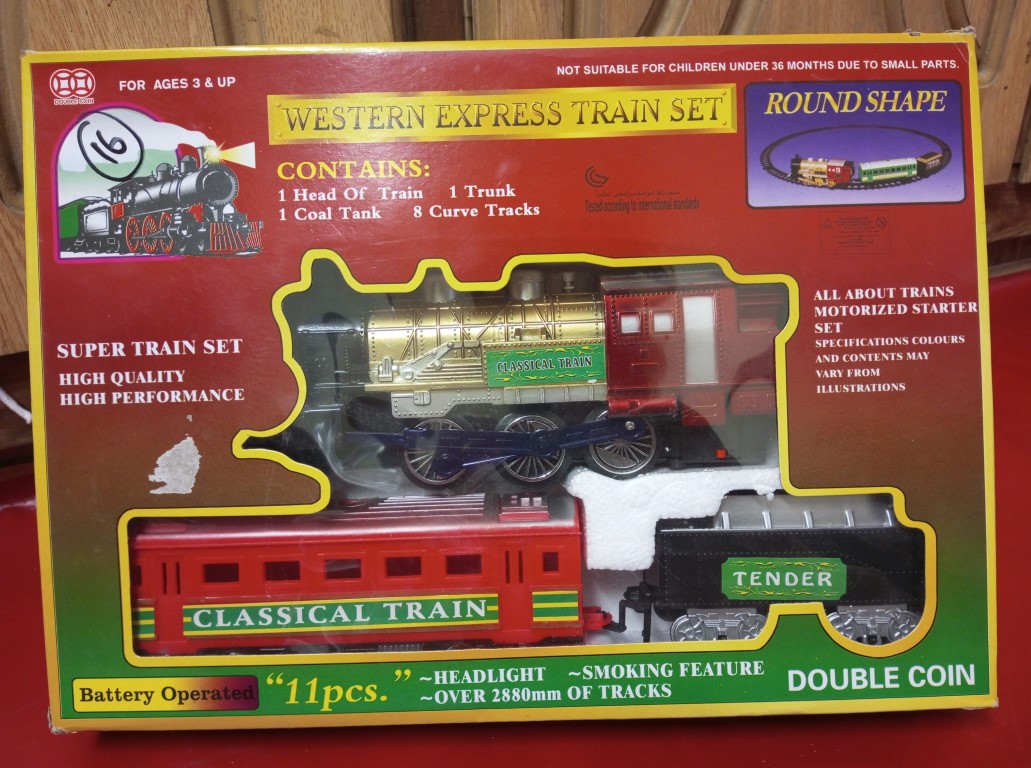 DOUBLE COIN
FOR AGES 3 & UP
NOT SUITABLE FOR CHILDREN UNDER 36 MONTHS DUE TO SMALL PARTS.
16
WESTERN EXPRESS TRAIN SET
ROUND SHAPE
CONTAINS:
1 Head Of Train 1 Trunk
1 Coal Tank 8 Curve Tracks
Tested according to international standards
SUPER TRAIN SET
HIGH QUALITY
HIGH PERFORMANCE
ALL ABOUT TRAINS
MOTORIZED STARTER
SET
SPECIFICATIONS COLOURS
AND CONTENTS MAY
VARY FROM
ILLUSTRATIONS
CLASSICAL TRAIN
CLASSICAL TRAIN
TENDER
Battery Operated
"11pcs."
~HEADLIGHT ~SMOKING FEATURE
~OVER 2880mm OF TRACKS
DOUBLE COIN